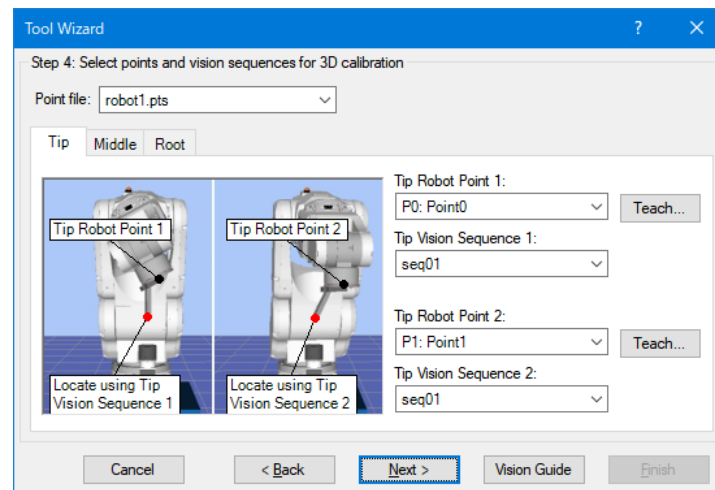 Tool Wizard
?
Step 4: Select points and vision sequences for 3D calibration
Point file: robot1.pts
Tip Middle Root
Tip Robot Point 1
Tip Robot Point 2
Locate using Tip
Vision Sequence 1
Locate using Tip
Vision Sequence 2
Tip Robot Point 1:
P0: Point0 Teach...
Tip Vision Sequence 1:
seq01
Tip Robot Point 2:
P1: Point1 Teach...
Tip Vision Sequence 2:
seq01
Cancel < Back Next > Vision Guide Finish